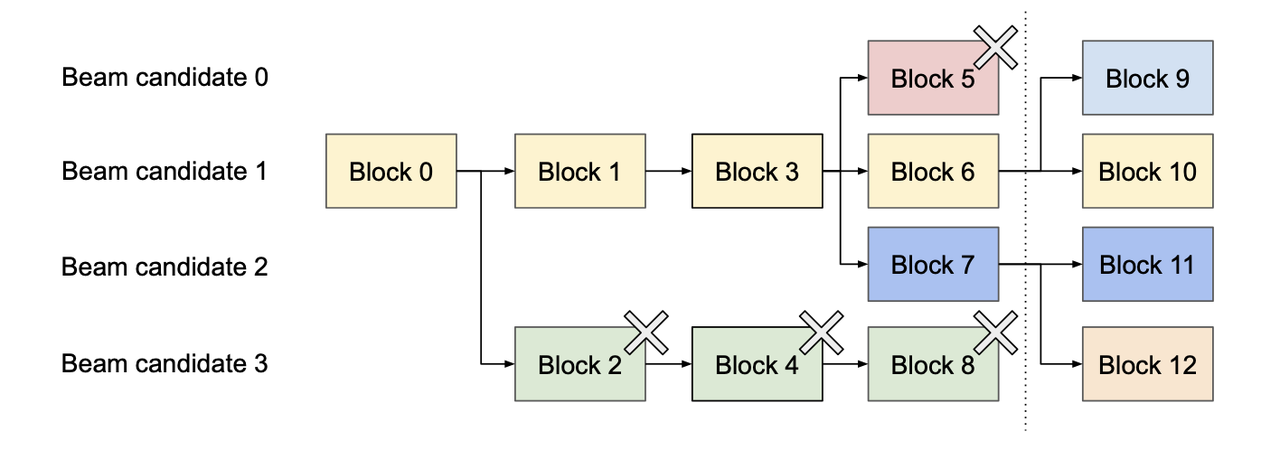 Beam candidate 0
Block 5
Block 9
Beam candidate 1
Block 0
Block 1
Block 3
Block 6
Block 10
Beam candidate 2
Block 7
Block 11
Beam candidate 3
Block 2
Block 4
Block 8
Block 12